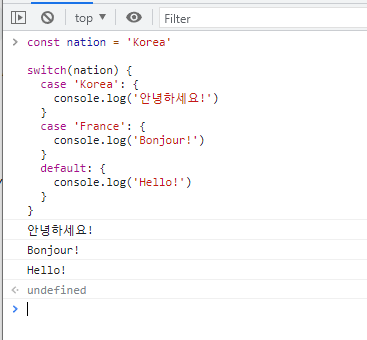 top
Filter
const nation = 'Korea'
switch(nation) {
  case 'Korea': {
    console.log('안녕하세요!')
  }
  case 'France': {
    console.log('Bonjour!')
  }
  default: {
    console.log('Hello!')
  }
}
안녕하세요!
Bonjour!
Hello!
undefined